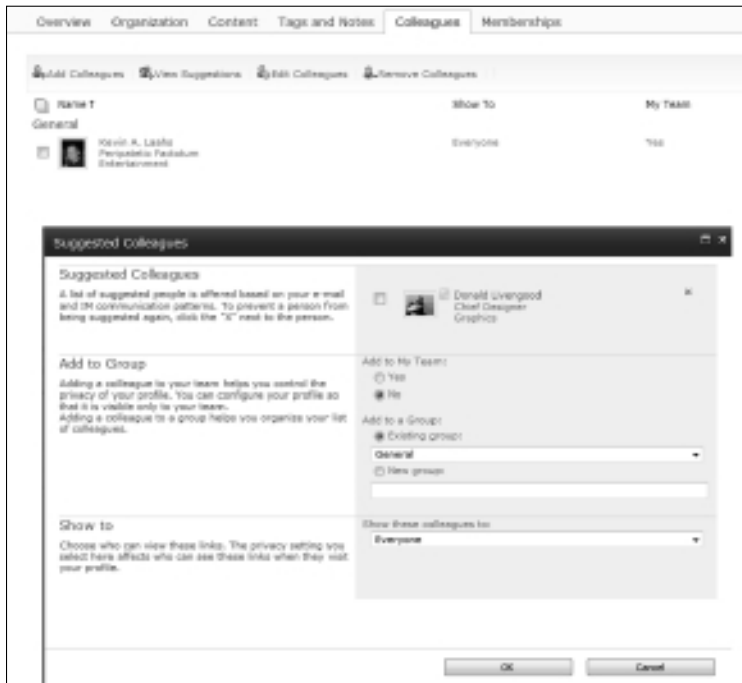 Overview Organization Content Tags and Notes Colleagues Memberships
Add Colleagues View Suggestions Edit Colleagues Remove Colleagues
Name ↑ Show To My Team
General
Kevin A. Laahs Everyone Yes
Peripatetic Factotum
Entertainment
Suggested Colleagues
Suggested Colleagues
A list of suggested people is offered based on your e-mail
and IM communication patterns. To prevent a person from
being suggested again, click the "X" next to the person.
Donald Livengood
Chief Designer
Graphics
Add to Group
Adding a colleague to your team helps you control the
privacy of your profile. You can configure your profile so
that it is visible only to your team.
Adding a colleague to a group helps you organize your list
of colleagues.
Add to My Team:
Yes
No
Add to a Group:
Existing group:
General
New group:
Show to
Choose who can view these links. The privacy setting you
select here affects who can see these links when they visit
your profile.
Show these colleagues to:
Everyone
OK Cancel